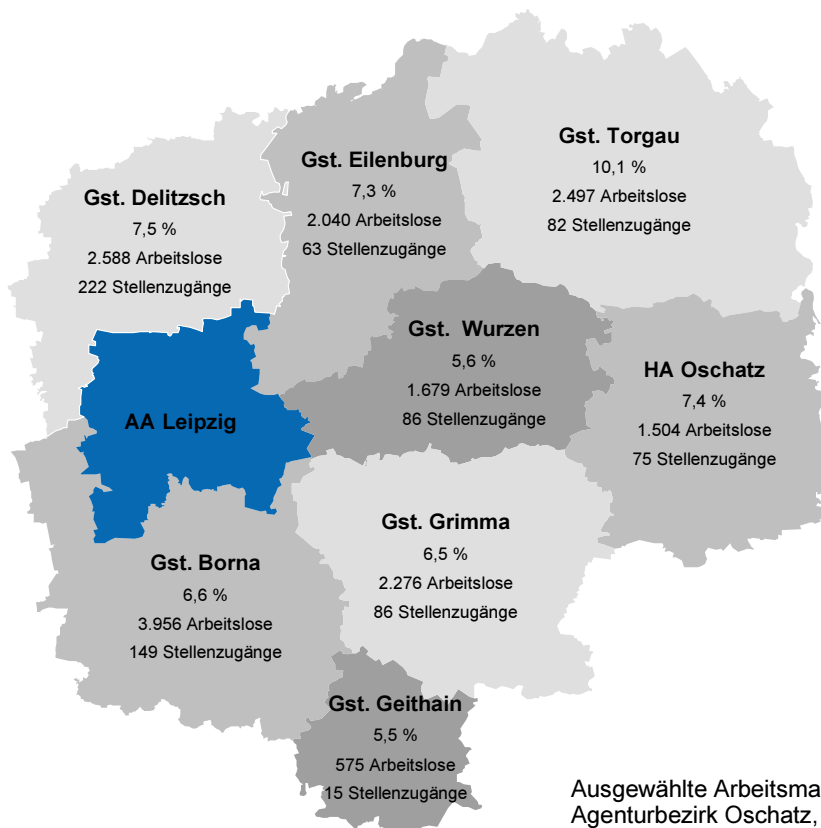 Gst. Torgau
10,1 %
2.497 Arbeitslose
82 Stellenzugänge
Gst. Eilenburg
7,3 %
2.040 Arbeitslose
63 Stellenzugänge
Gst. Delitzsch
7,5 %
2.588 Arbeitslose
222 Stellenzugänge
Gst. Wurzen
5,6 %
1.679 Arbeitslose
86 Stellenzugänge
HA Oschatz
7,4 %
1.504 Arbeitslose
75 Stellenzugänge
AA Leipzig
Gst. Grimma
6,5 %
2.276 Arbeitslose
86 Stellenzugänge
Gst. Borna
6,6 %
3.956 Arbeitslose
149 Stellenzugänge
Gst. Geithain
5,5 %
575 Arbeitslose
15 Stellenzugänge
Ausgewählte Arbeitsma
Agenturbezirk Oschatz,